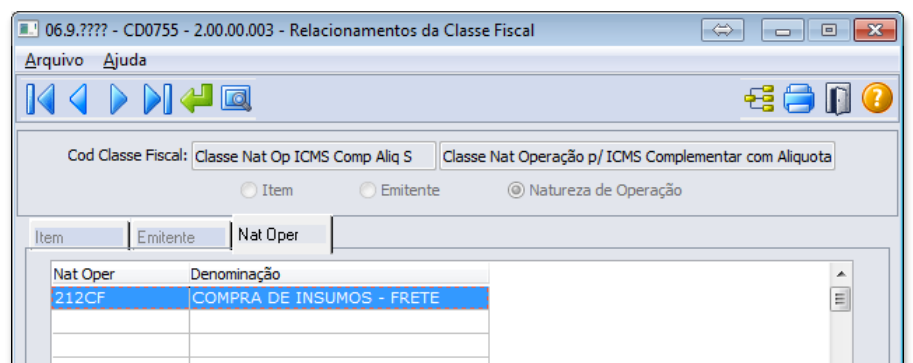 06.9.???? - CD0755 - 2.00.00.003 - Relacionamentos da Classe Fiscal
Arquivo Ajuda
?
Cod Classe Fiscal: Classe Nat Op ICMS Comp Aliq S Classe Nat Operação p/ ICMS Complementar com Aliquota
Item Emitente Natureza de Operação
Item Emitente Nat Oper
Nat Oper Denominação
212CF COMPRA DE INSUMOS - FRETE